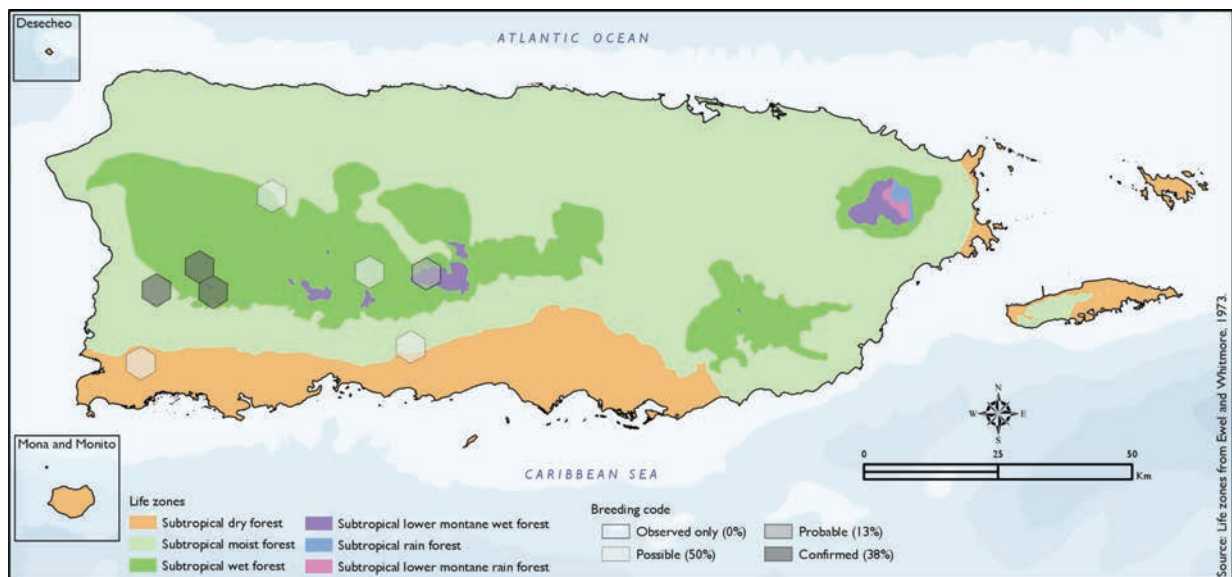 Desecheo
ATLANTIC OCEAN
N
W E
S
0 25 50
Km
Mona and Monito
CARIBBEAN SEA
Life zones
Subtropical dry forest
Subtropical moist forest
Subtropical wet forest
Subtropical lower montane wet forest
Subtropical rain forest
Subtropical lower montane rain forest
Breeding code
Observed only (0%)
Possible (50%)
Probable (13%)
Confirmed (38%)
Source: Life zones from Ewel and Whitmore, 1973.